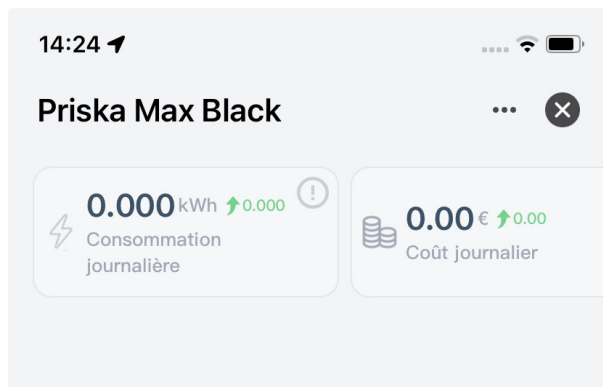 14:24
Priska Max Black
0.000 kWh 0.000
Consommation
journalière
0.00 € 0.00
Coût journalier